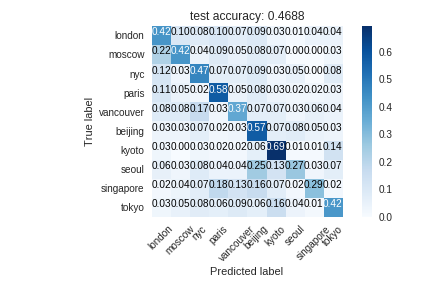 test accuracy: 0.4688
london 0.42 0.10 0.08 0.10 0.07 0.09 0.03 0.01 0.04 0.04
moscow 0.22 0.42 0.04 0.09 0.05 0.08 0.07 0.00 0.00 0.03
nyc 0.12 0.03 0.47 0.07 0.09 0.09 0.03 0.05 0.00 0.08
paris 0.11 0.05 0.02 0.58 0.05 0.08 0.03 0.02 0.02 0.03
vancouver 0.08 0.08 0.17 0.03 0.37 0.07 0.07 0.03 0.06 0.04
beijing 0.03 0.03 0.07 0.02 0.03 0.57 0.07 0.08 0.05 0.03
kyoto 0.03 0.00 0.03 0.02 0.02 0.06 0.69 0.01 0.01 0.14
seoul 0.06 0.03 0.08 0.04 0.04 0.25 0.13 0.27 0.03 0.07
singapore 0.02 0.04 0.07 0.18 0.13 0.16 0.07 0.02 0.29 0.02
tokyo 0.03 0.05 0.08 0.06 0.09 0.06 0.16 0.04 0.01 0.42
True label
london moscow nyc paris vancouver beijing kyoto seoul singapore tokyo
Predicted label
0.6
0.5
0.4
0.3
0.2
0.1
0.0